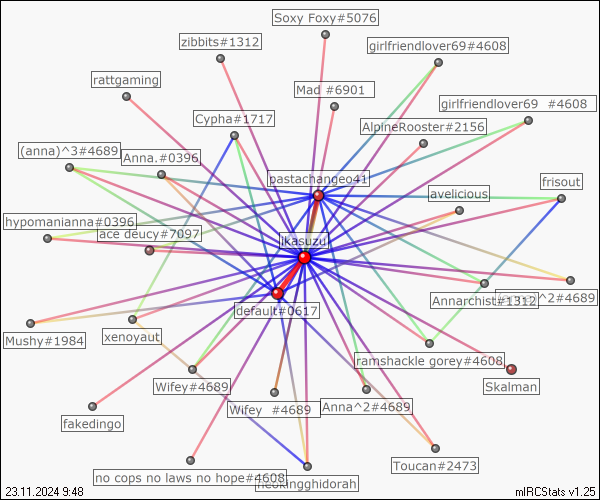 Soxy Foxy#5076
zibbits#1312
girlfriendlover69#4608
rattgaming
Mad #6901
girlfriendlover69 #4608
Cypha#1717
AlpineRooster#2156
(anna)^3#4689
Anna.#0396
pastachangeo41
avelicious
frisout
hypomanianna#0396
ace deucy#7097
ikasuzu
Annarchist#1312
^2#4689
default#0617
Mushy#1984
xenoyaut
ramshackle gorey#4608
Wifey#4689
Skalman
Wifey #4689
Anna^2#4689
fakedingo
Toucan#2473
no cops no laws no hope#4608
neokingghidorah
23.11.2024 9:48
mIRCStats v1.25